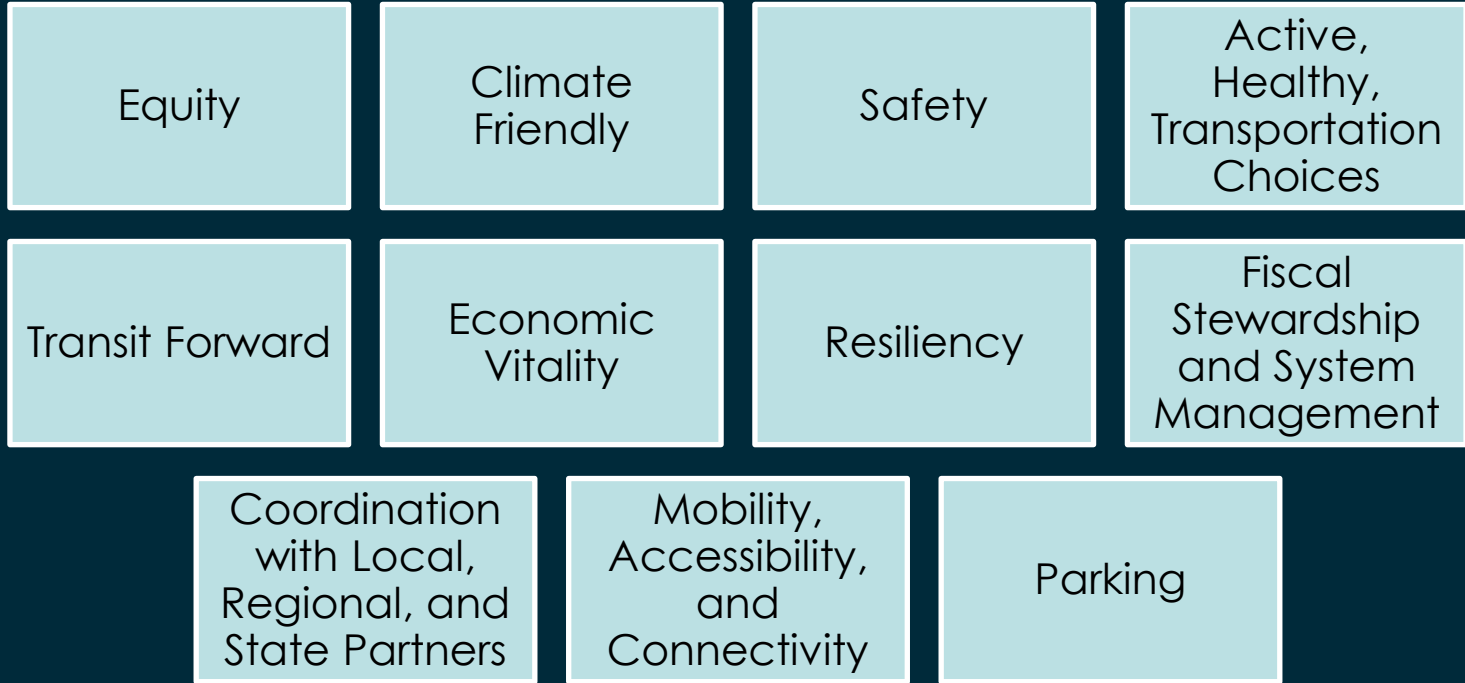 Equity
Climate
Friendly
Safety
Active,
Healthy,
Transportation
Choices
Transit Forward
Economic
Vitality
Resiliency
Fiscal
Stewardship
and System
Management
Coordination
with Local,
Regional, and
State Partners
Mobility,
Accessibility,
and
Connectivity
Parking